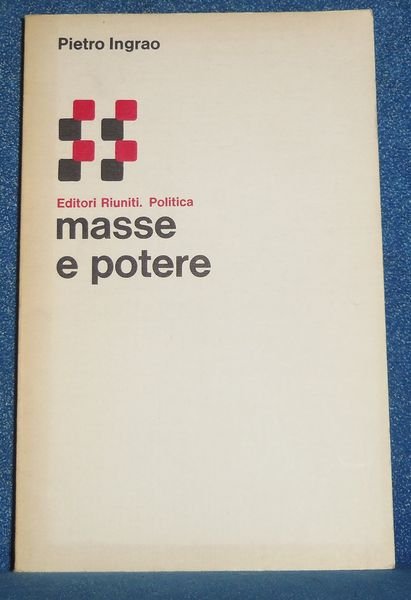 Pietro Ingrao
Editori Riuniti. Politica
masse
e potere